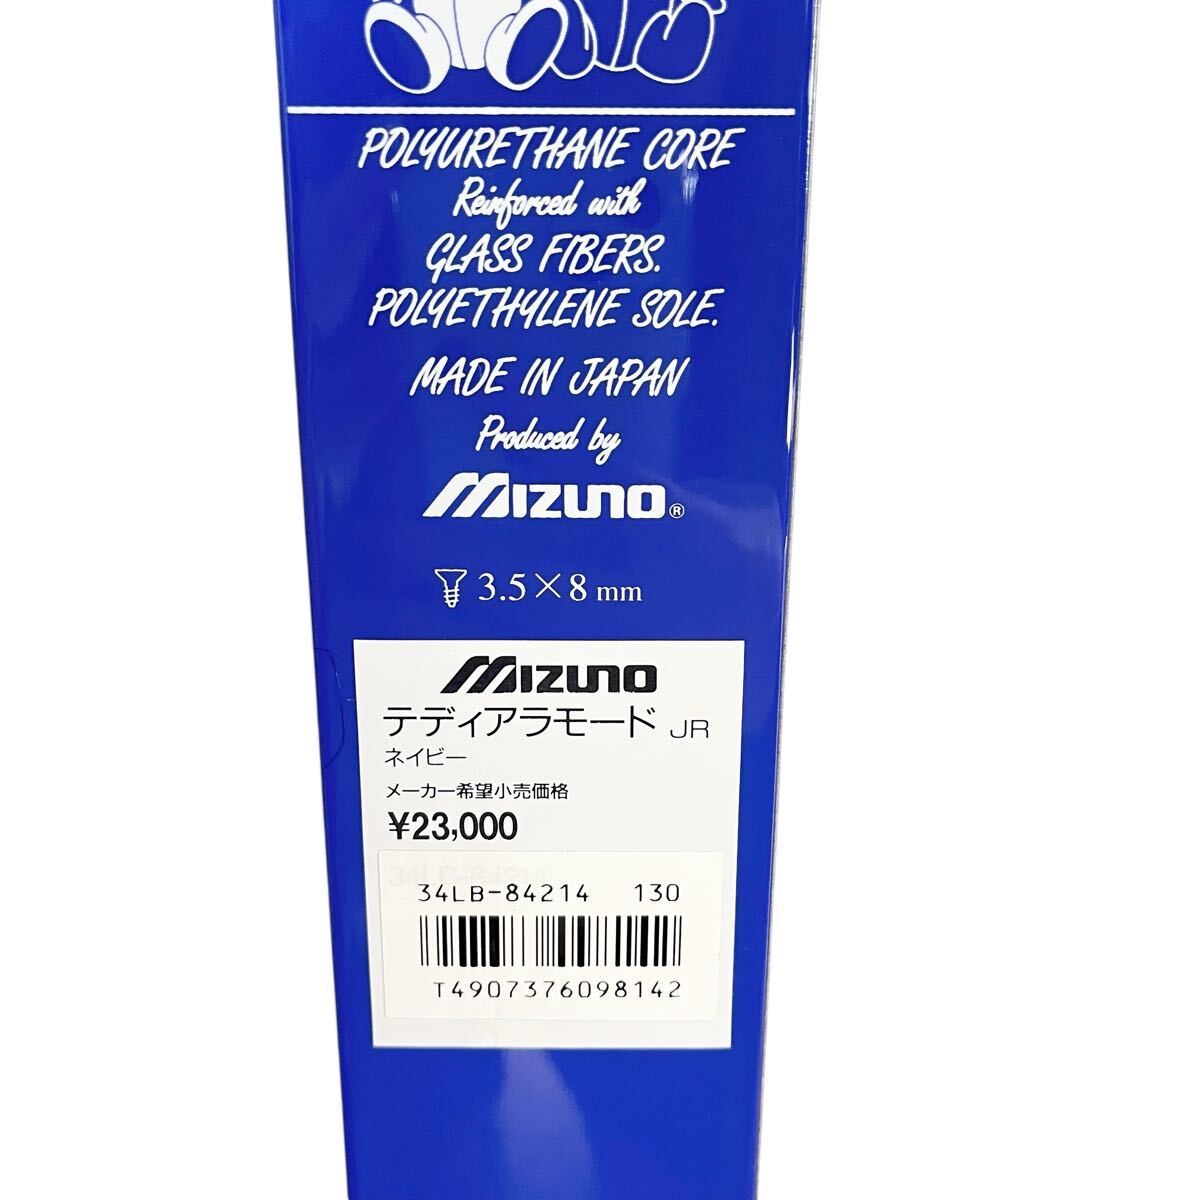 POLYURETHANE CORE
Reinforced with
GLASS FIBERS.
POLYETHYLENE SOLE.
MADE IN JAPAN
Produced by
MIZUNO®
3.5×8 mm
MIZUNO
テディアラモード JR
ネイビー
メーカー希望小売価格
¥23,000
34LB-84214
34LB-84214 130
T4907376098142